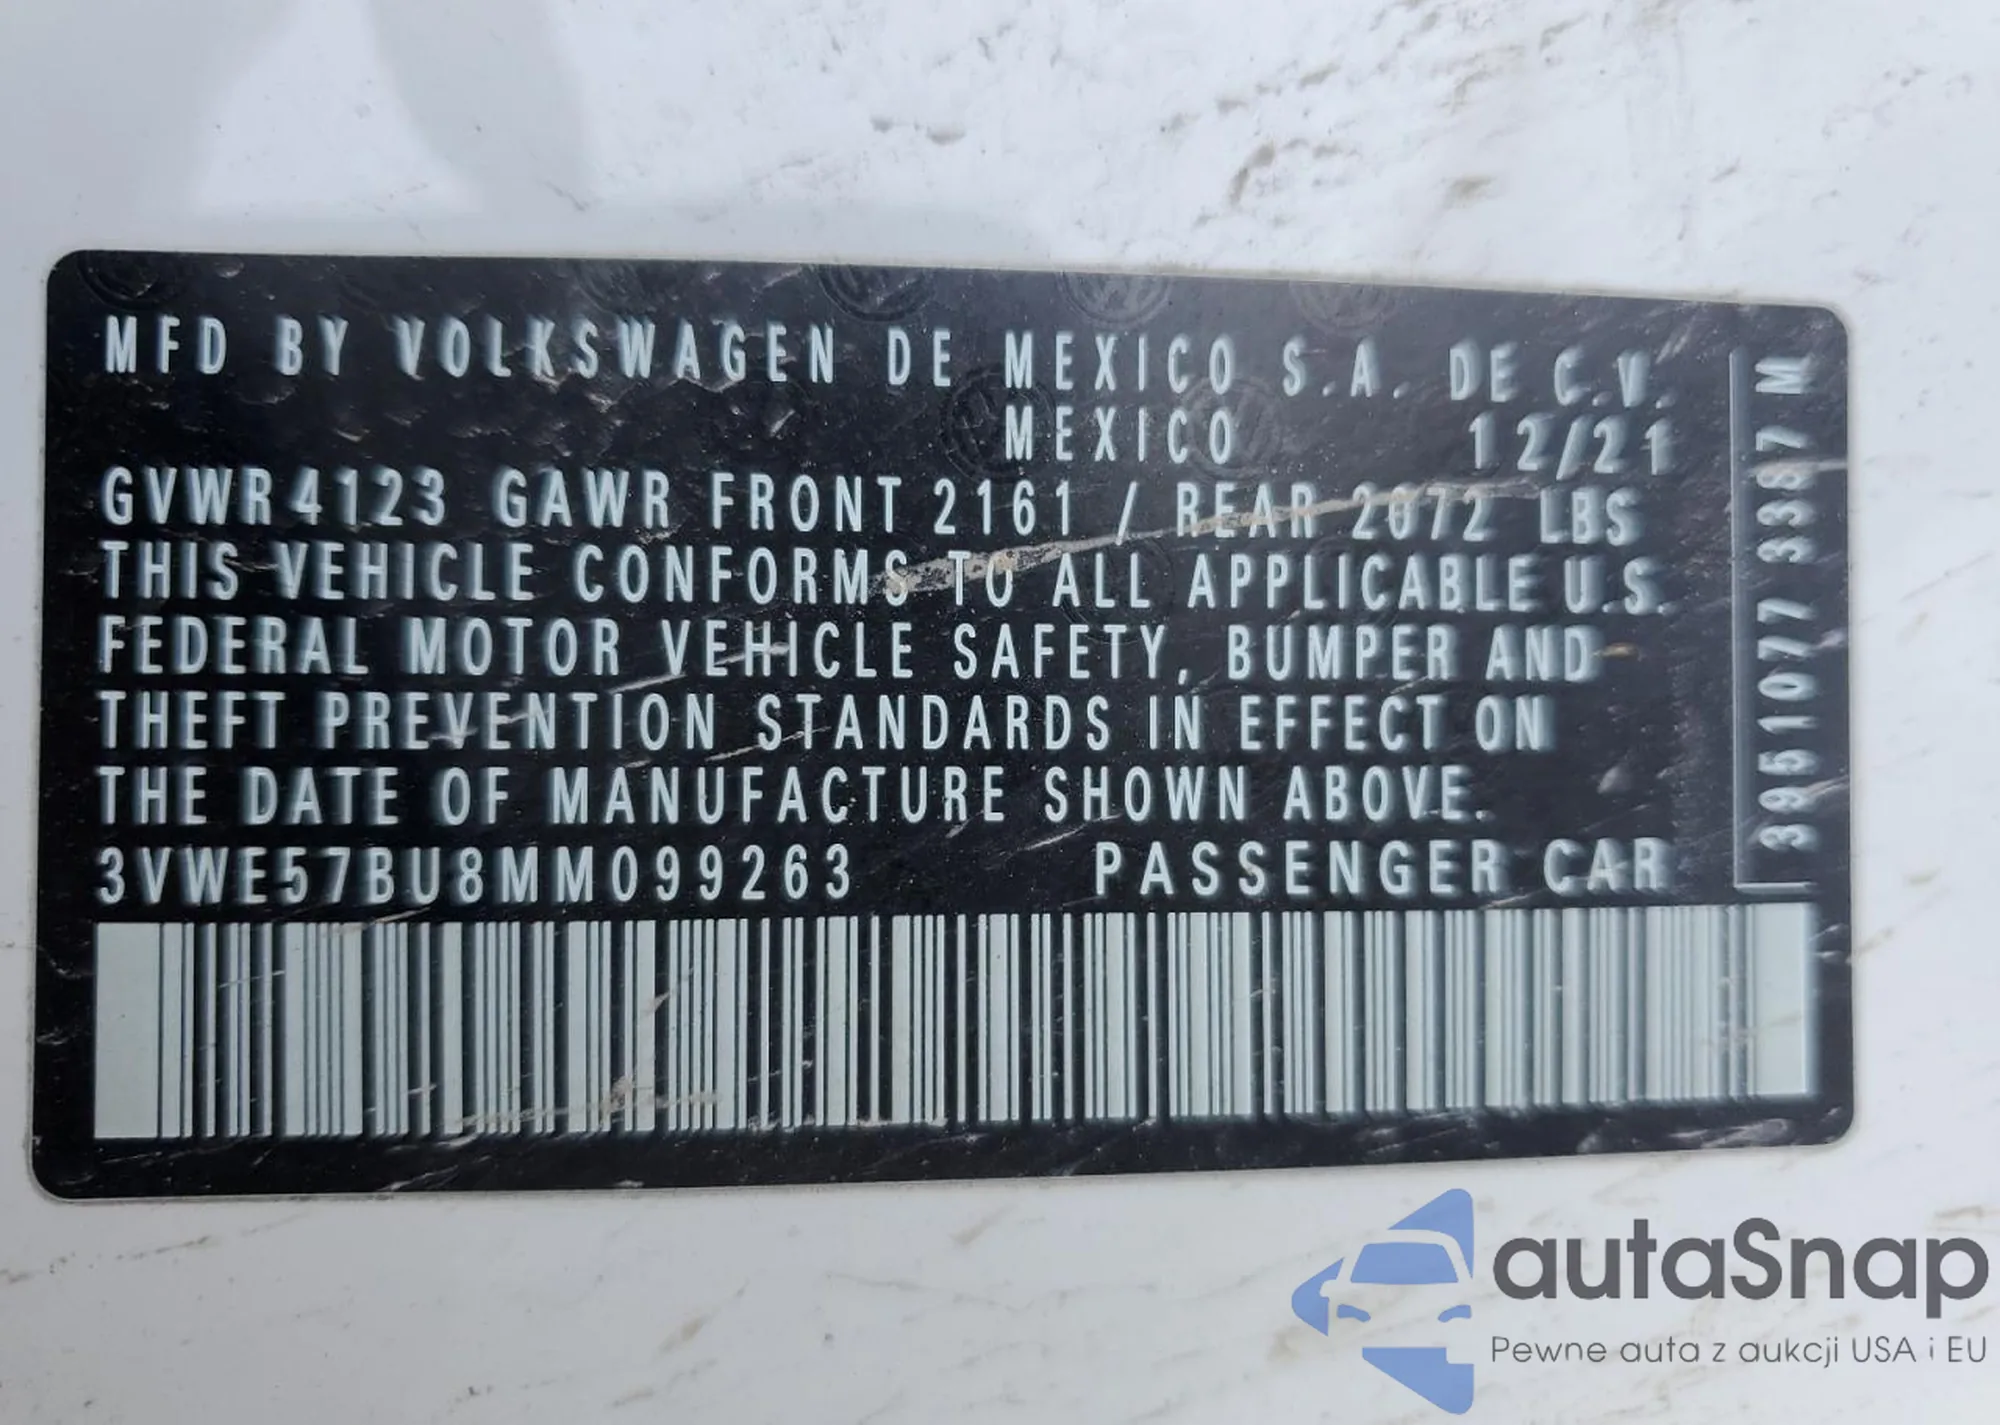 MFD BY VOLKSWAGEN DE MEXICO S.A. DE C.V.
MEXICO 12/21
GVWR 4123 GAWR FRONT 2161 / REAR 2072 LBS
THIS VEHICLE CONFORMS TO ALL APPLICABLE U.S.
FEDERAL MOTOR VEHICLE SAFETY, BUMPER AND
THEFT PREVENTION STANDARDS IN EFFECT ON
THE DATE OF MANUFACTURE SHOWN ABOVE.
3VWE57BU8MM099263 PASSENGER CAR
3951077 3387 M
autaSnap
Pewne auta z aukcji USA i EU